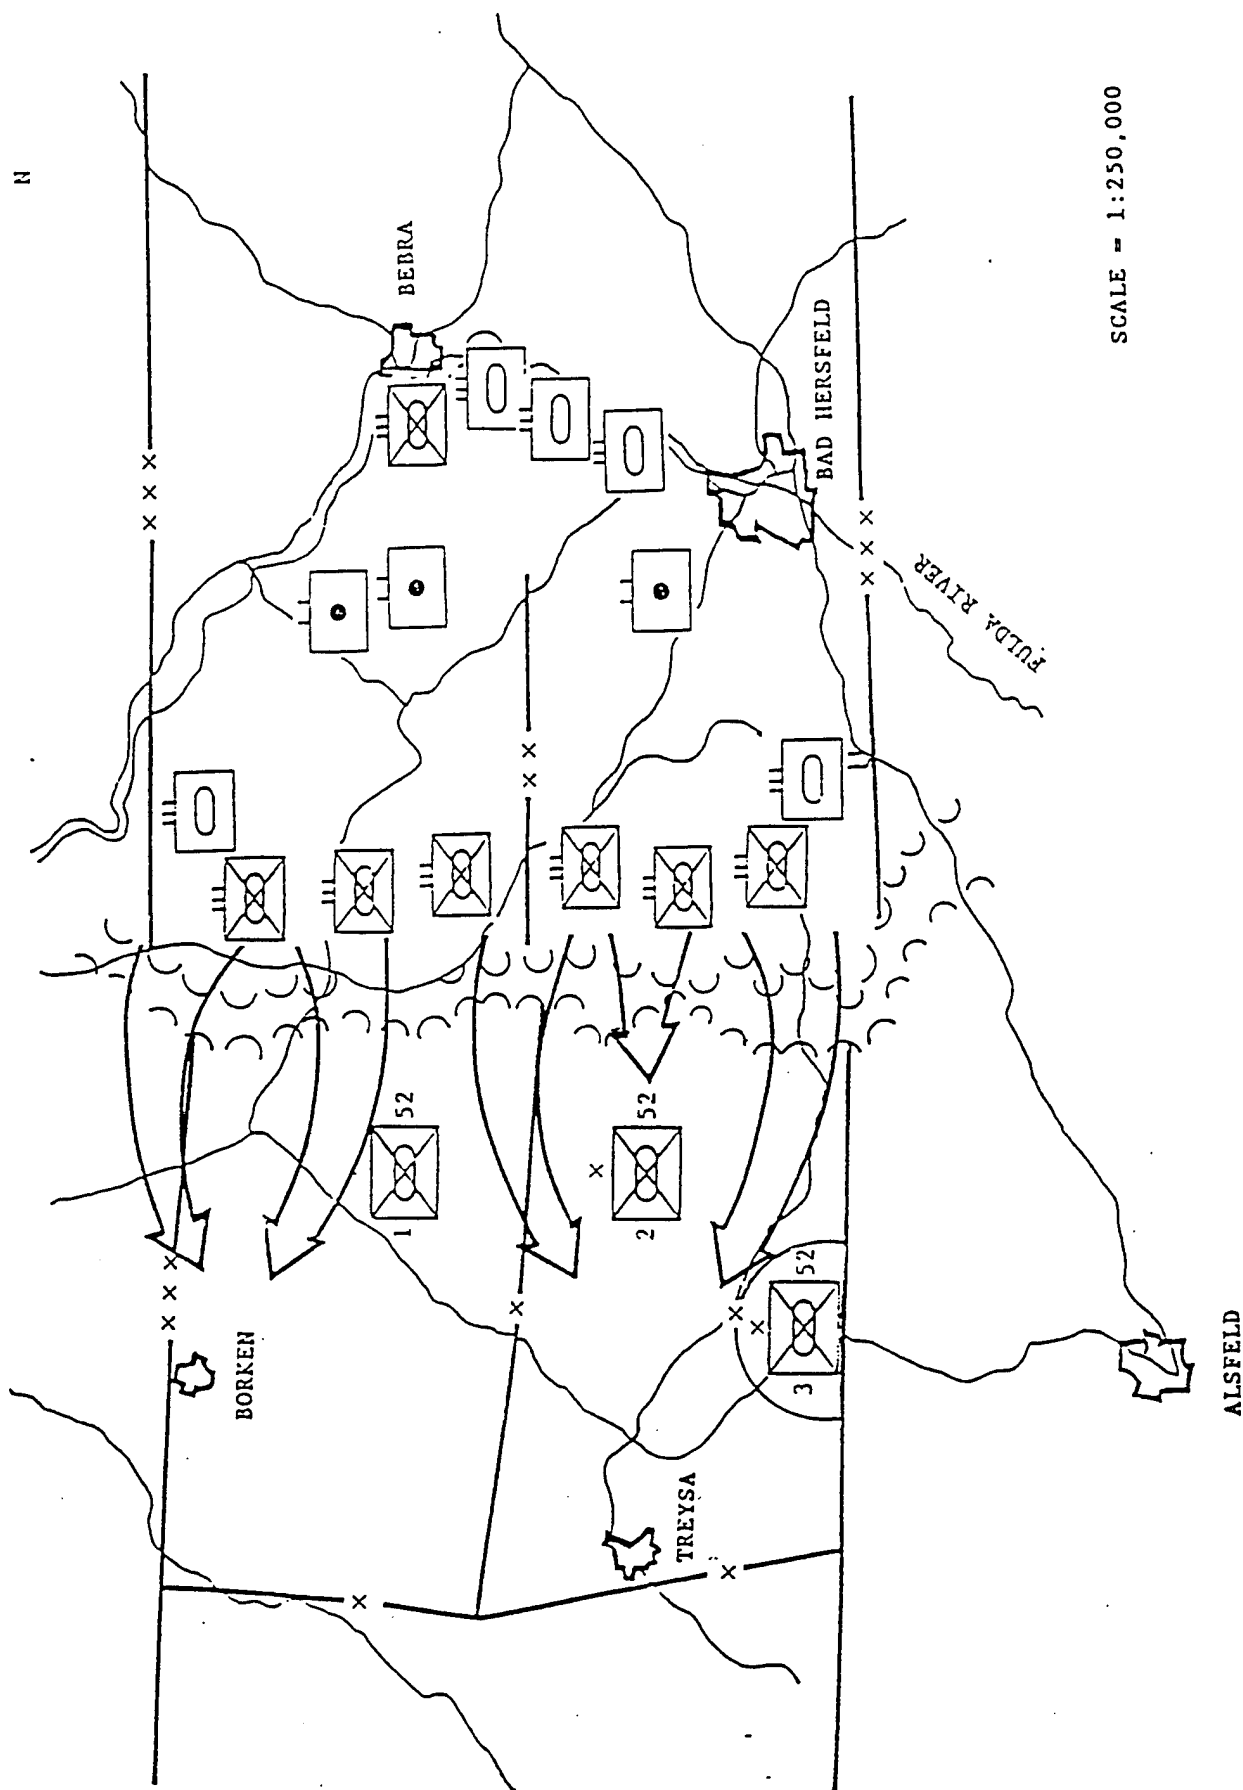 N
BEBRA
BAD HERSFELD
FULDA RIVER
SCALE = 1:250,000
1 52
2 52
3 52
BORKEN
TREYSA
ALSFELD